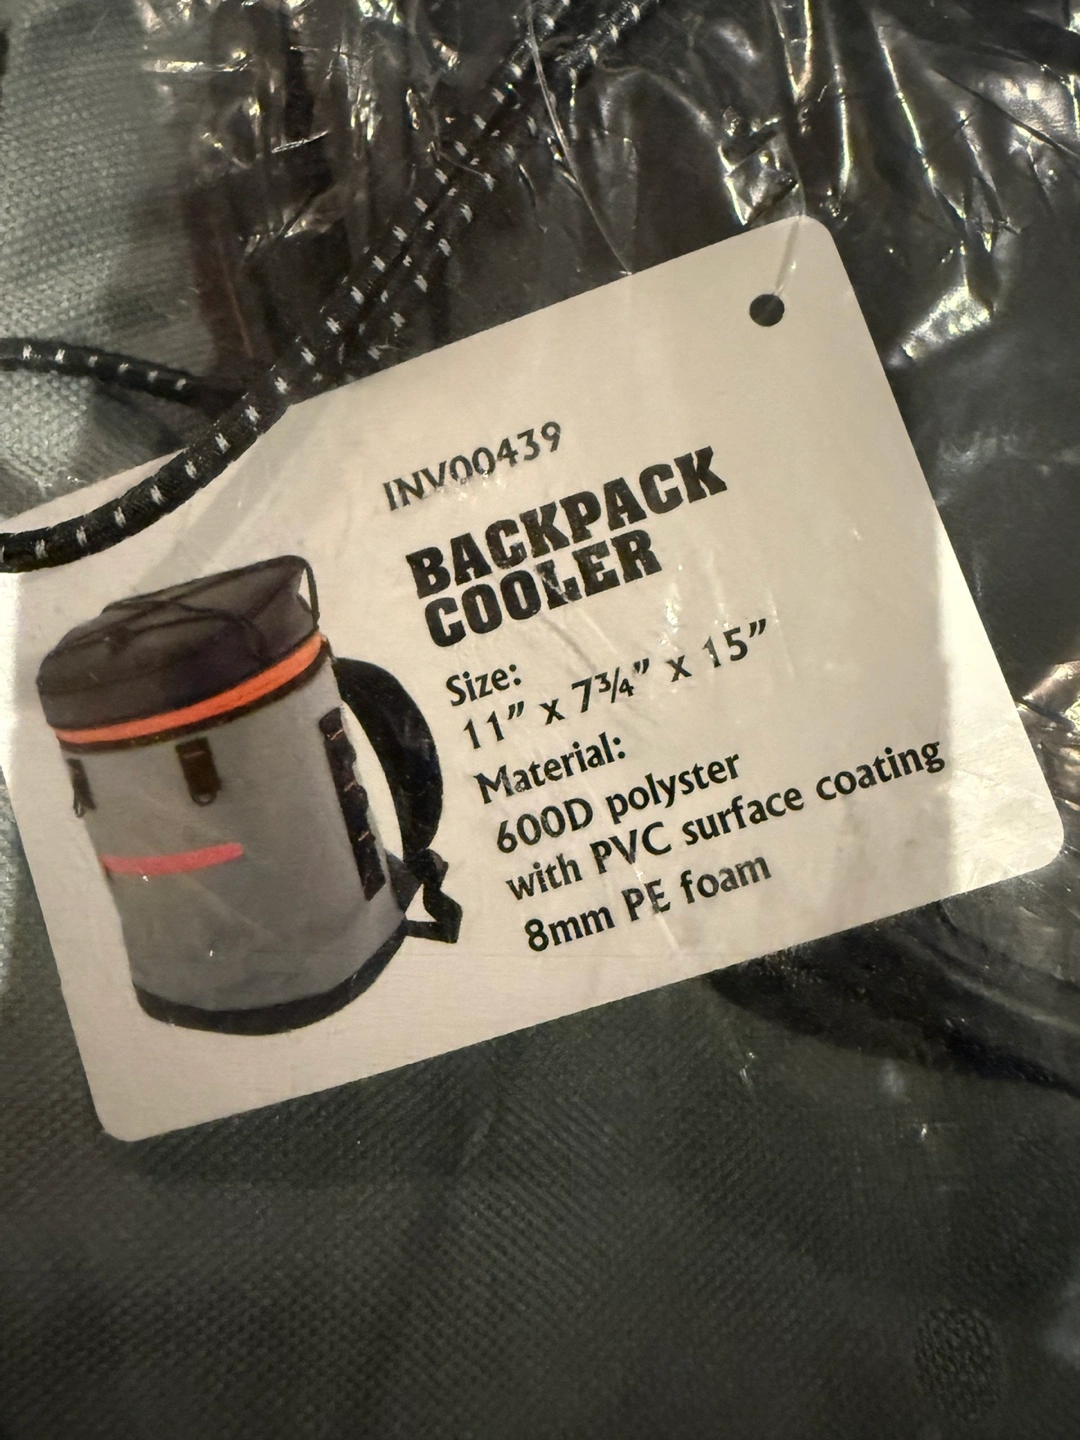 INV00439
BACKPACK
COOLER
Size:
11" x 7¾" x 15"
Material:
600D polyster
with PVC surface coating
8mm PE foam